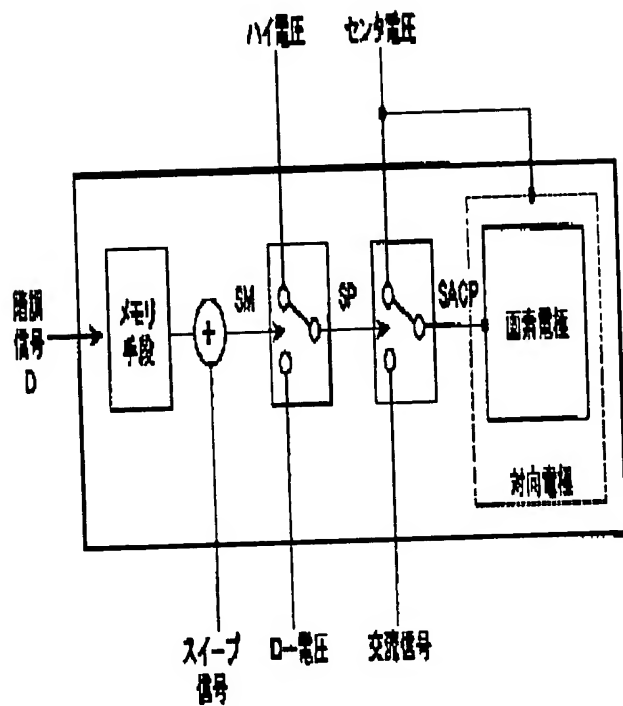 ハイ電圧
センタ電圧
階調
信号
D
メモリ
手段
+
SM
SP
SACP
画素電極
対向電極
スイープ
信号
ロー電圧
交流信号